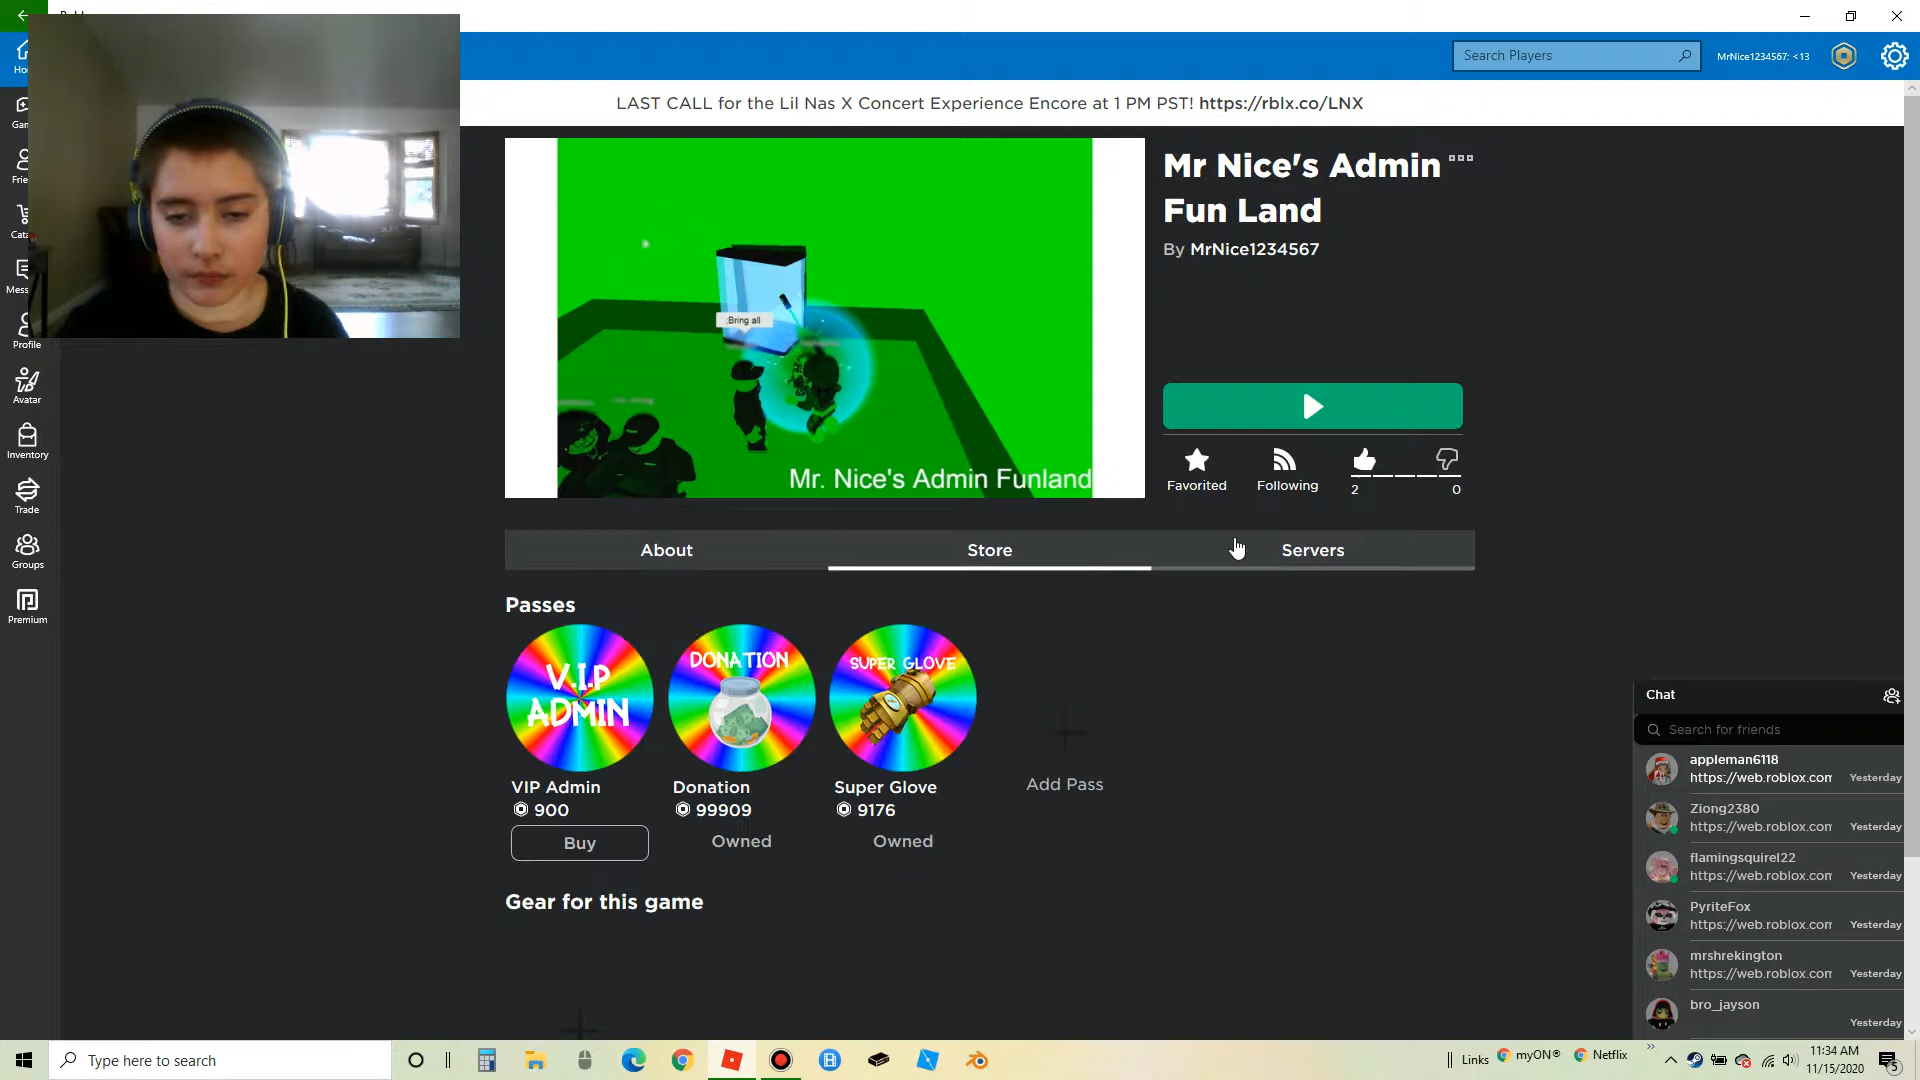 Search Players
MrNice1234567: <13
LAST CALL for the Lil Nas X Concert Experience Encore at 1 PM PST! https://rblx.co/LNX
Mr Nice's Admin
Fun Land
By MrNice1234567
;Bring all
Mr. Nice's Admin Funland
Favorited
Following
2
0
Profile
Avatar
Inventory
Trade
Groups
Premium
About
Store
Servers
Passes
V.I.P
ADMIN
DONATION
SUPER GLOVE
VIP Admin
900
Buy
Donation
99909
Owned
Super Glove
9176
Owned
Add Pass
Gear for this game
Chat
Search for friends
appleman6118
https://web.roblox.com
Yesterday
Ziong2380
https://web.roblox.com
Yesterday
flamingsquirel22
https://web.roblox.com
Yesterday
PyriteFox
https://web.roblox.com
Yesterday
mrshrekington
https://web.roblox.com
Yesterday
bro_jayson
Yesterday
Type here to search
Links
myON®
Netflix
11:34 AM
11/15/2020
5